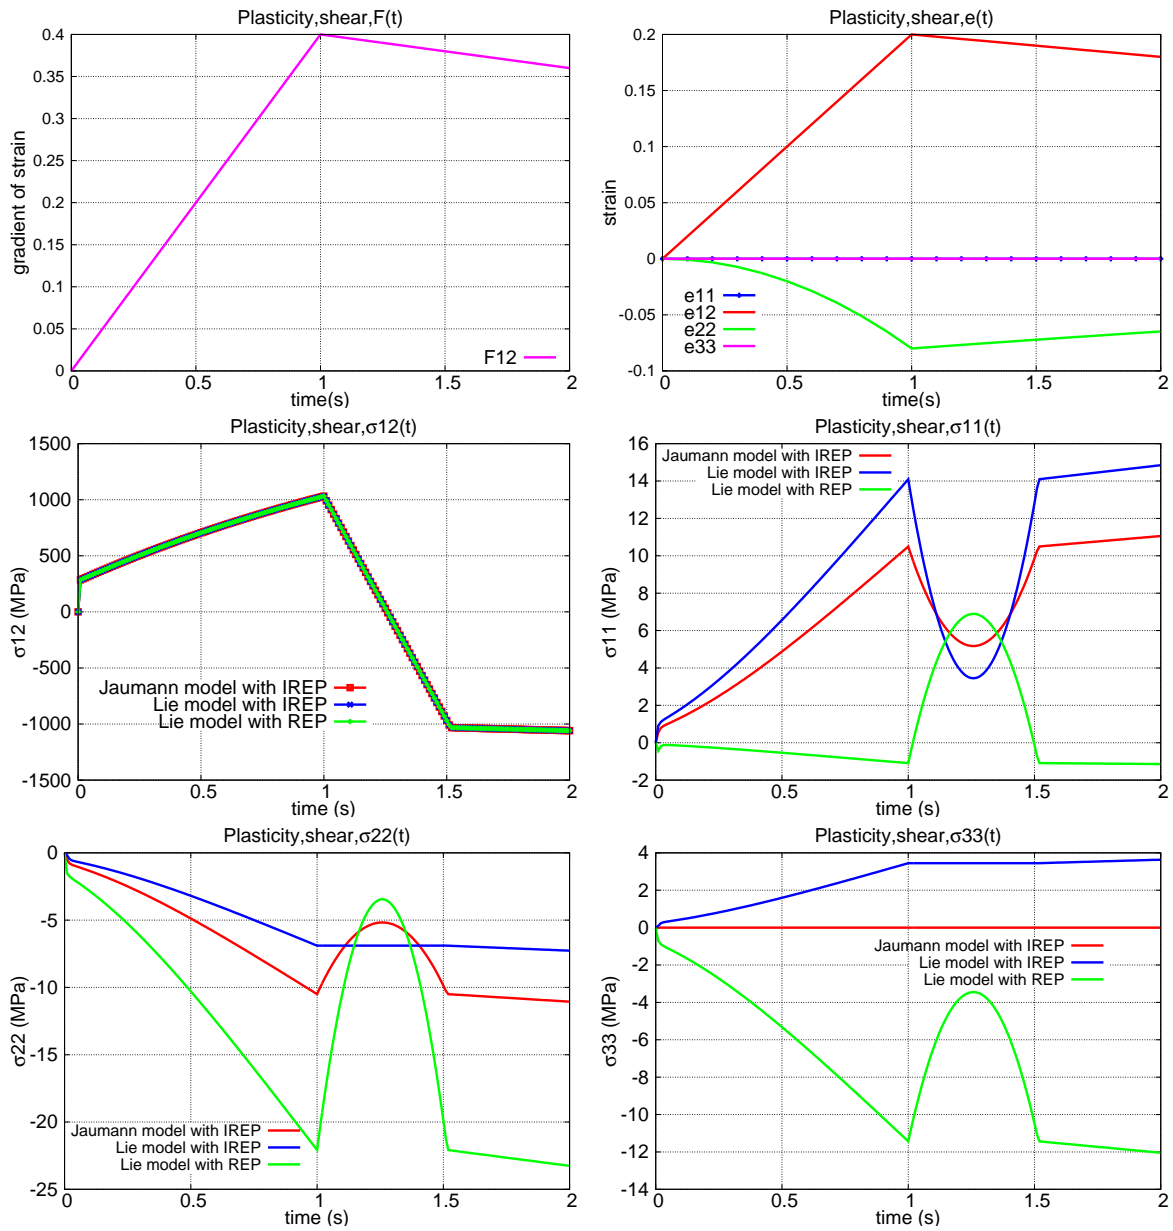 Plasticity,shear,F(t)
gradient of strain
0.4
0.35
0.3
0.25
0.2
0.15
0.1
0.05
0
F12
0 0.5 1 1.5 2
time(s)
Plasticity,shear,e(t)
strain
0.2
0.15
0.1
0.05
0
-0.05
-0.1
e11
e12
e22
e33
0 0.5 1 1.5 2
time(s)
Plasticity,shear,σ12(t)
σ12 (MPa)
1500
1000
500
0
-500
-1000
-1500
Jaumann model with IREP
Lie model with IREP
Lie model with REP
0 0.5 1 1.5 2
time (s)
Plasticity,shear,σ11(t)
σ11 (MPa)
16
14
12
10
8
6
4
2
0
-2
Jaumann model with IREP
Lie model with IREP
Lie model with REP
0 0.5 1 1.5 2
time (s)
Plasticity,shear,σ22(t)
σ22 (MPa)
0
-5
-10
-15
-20
-25
Jaumann model with IREP
Lie model with IREP
Lie model with REP
0 0.5 1 1.5 2
time (s)
Plasticity,shear,σ33(t)
σ33 (MPa)
4
2
0
-2
-4
-6
-8
-10
-12
-14
Jaumann model with IREP
Lie model with IREP
Lie model with REP
0 0.5 1 1.5 2
time (s)